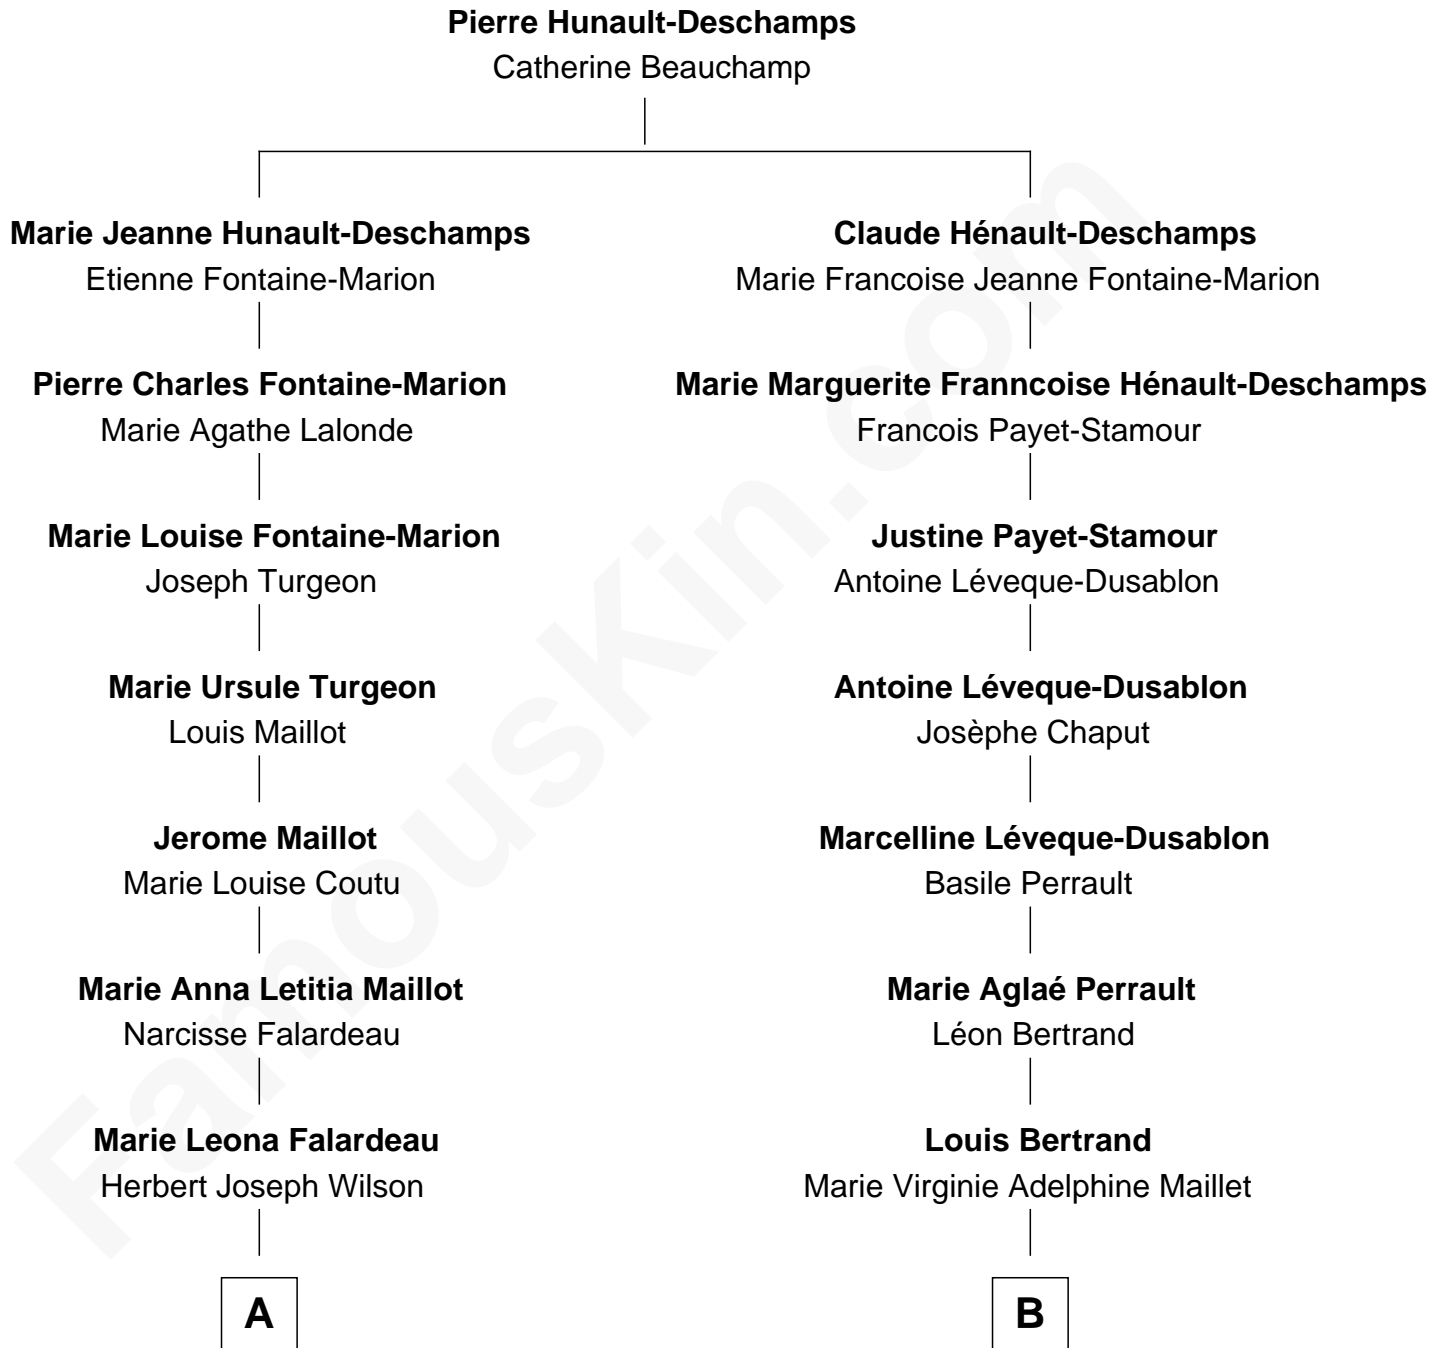 Pierre Hunault-Deschamps
Catherine Beauchamp
Marie Jeanne Hunault-Deschamps
Etienne Fontaine-Marion
Claude Hénault-Deschamps
Marie Francoise Jeanne Fontaine-Marion
Pierre Charles Fontaine-Marion
Marie Agathe Lalonde
Marie Marguerite Franncoise Hénault-Deschamps
Francois Payet-Stamour
Marie Louise Fontaine-Marion
Joseph Turgeon
Justine Payet-Stamour
Antoine Léveque-Dusablon
Marie Ursule Turgeon
Louis Maillot
Antoine Léveque-Dusablon
Josèphe Chaput
Jerome Maillot
Marie Louise Coutu
Marcelline Léveque-Dusablon
Basile Perrault
Marie Anna Letitia Maillot
Narcisse Falardeau
Marie Aglaé Perrault
Léon Bertrand
Marie Leona Falardeau
Herbert Joseph Wilson
Louis Bertrand
Marie Virginie Adelphine Maillet
A
B
FamousKin.com